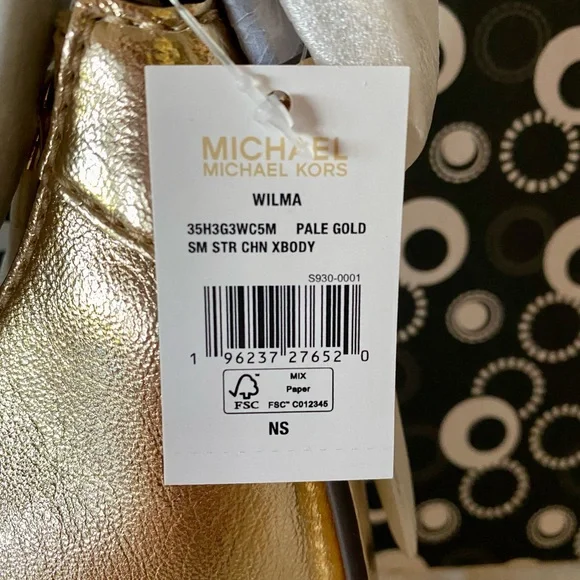 MICHAEL
MICHAEL KORS
WILMA
35H3G3WC5M PALE GOLD
SM STR CHN XBODY
S930-0001
1 96237 27652 0
MIX
Paper
FSC™ C012345
FSC
NS